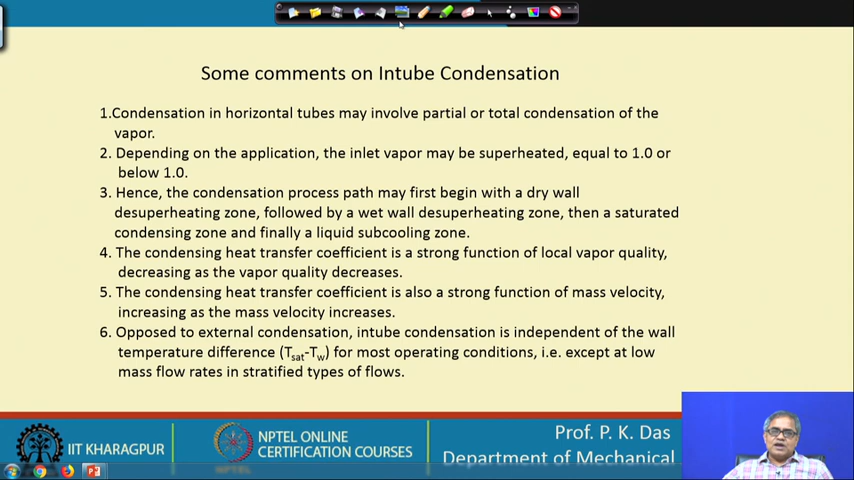 Some comments on Intube Condensation
1.Condensation in horizontal tubes may involve partial or total condensation of the
vapor.
2. Depending on the application, the inlet vapor may be superheated, equal to 1.0 or
below 1.0.
3. Hence, the condensation process path may first begin with a dry wall
desuperheating zone, followed by a wet wall desuperheating zone, then a saturated
condensing zone and finally a liquid subcooling zone.
4. The condensing heat transfer coefficient is a strong function of local vapor quality,
decreasing as the vapor quality decreases.
5. The condensing heat transfer coefficient is also a strong function of mass velocity,
increasing as the mass velocity increases.
6. Opposed to external condensation, intube condensation is independent of the wall
temperature difference (Tsat-Tw) for most operating conditions, i.e. except at low
mass flow rates in stratified types of flows.
IIT KHARAGPUR
NPTEL ONLINE
CERTIFICATION COURSES
NPTEL
Prof. P. K. Das
Department of Mechanical